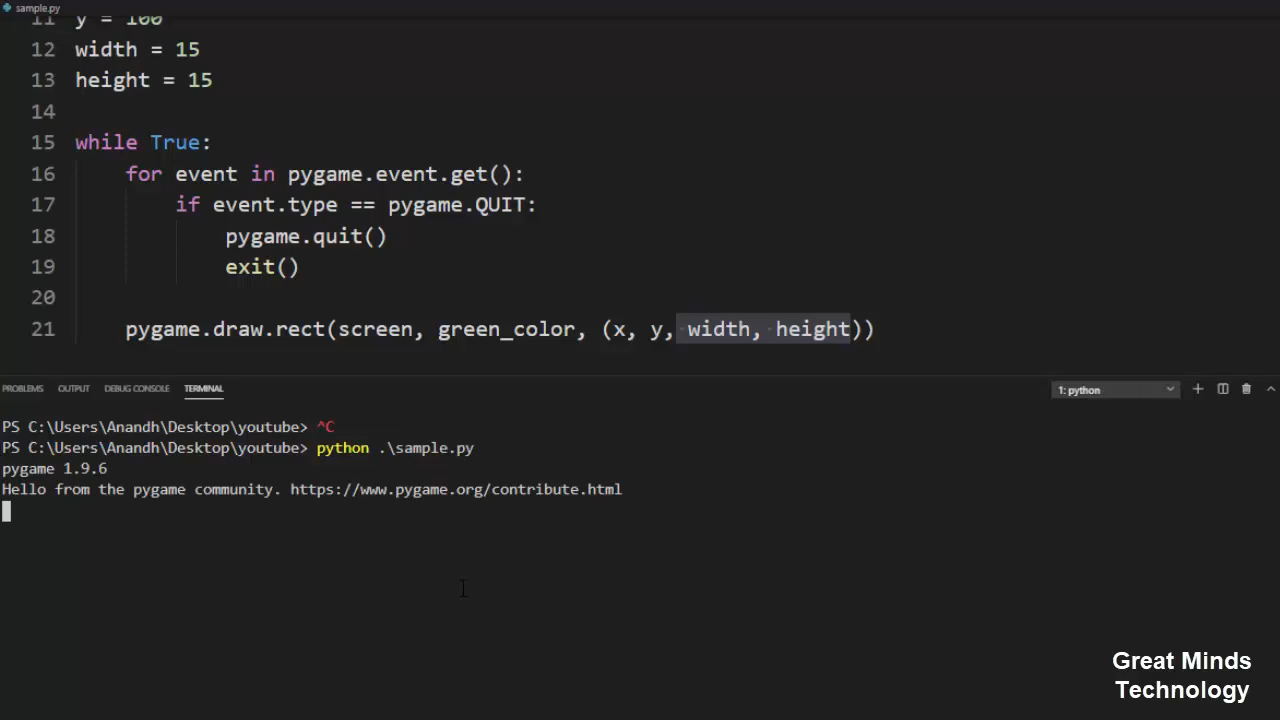 sample.py
11 y = 100
12 width = 15
13 height = 15
14
15 while True:
16 for event in pygame.event.get():
17 if event.type == pygame.QUIT:
18 pygame.quit()
19 exit()
20
21 pygame.draw.rect(screen, green_color, (x, y, width, height))
PROBLEMS OUTPUT DEBUG CONSOLE TERMINAL 1: python
PS C:\Users\Anandh\Desktop\youtube> ^C
PS C:\Users\Anandh\Desktop\youtube> python .\sample.py
pygame 1.9.6
Hello from the pygame community. https://www.pygame.org/contribute.html
Great Minds
Technology